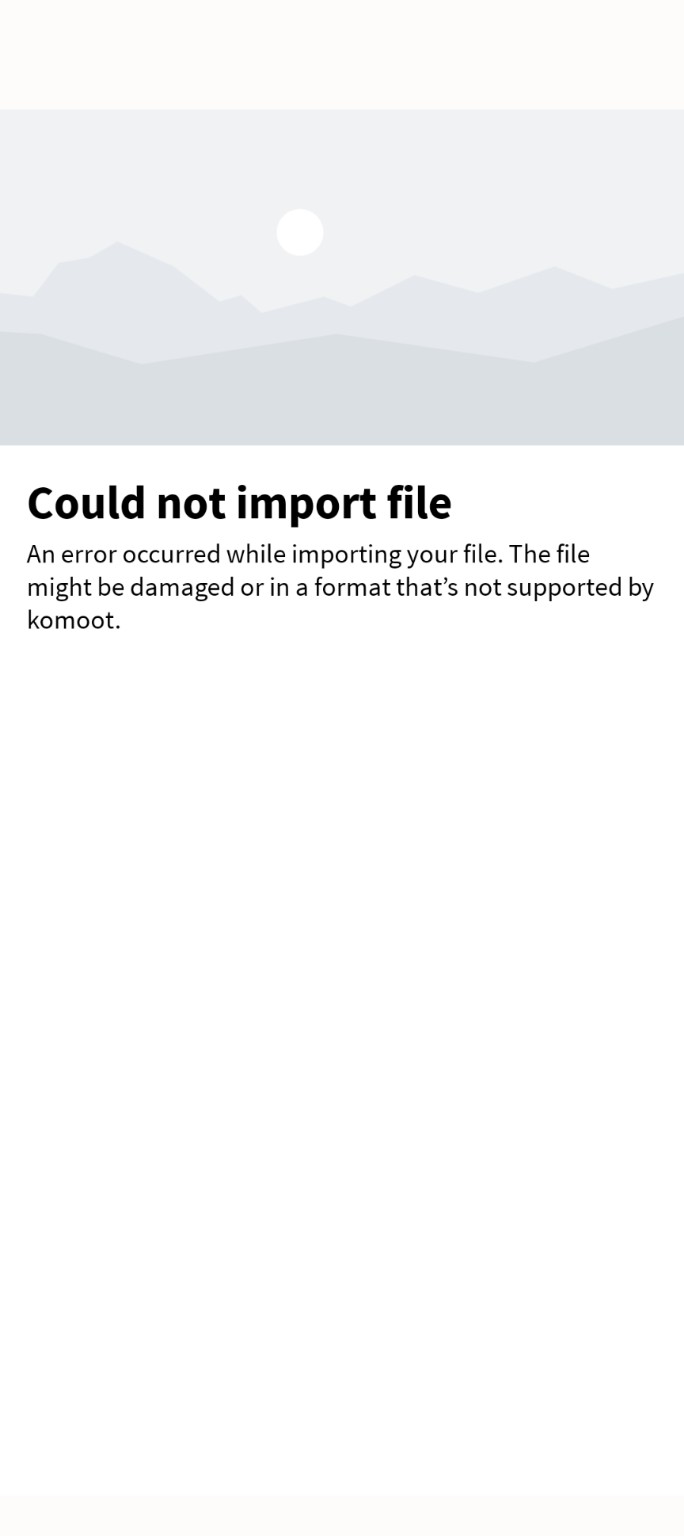 Could not import file
An error occurred while importing your file. The file
might be damaged or in a format that’s not supported by
komoot.